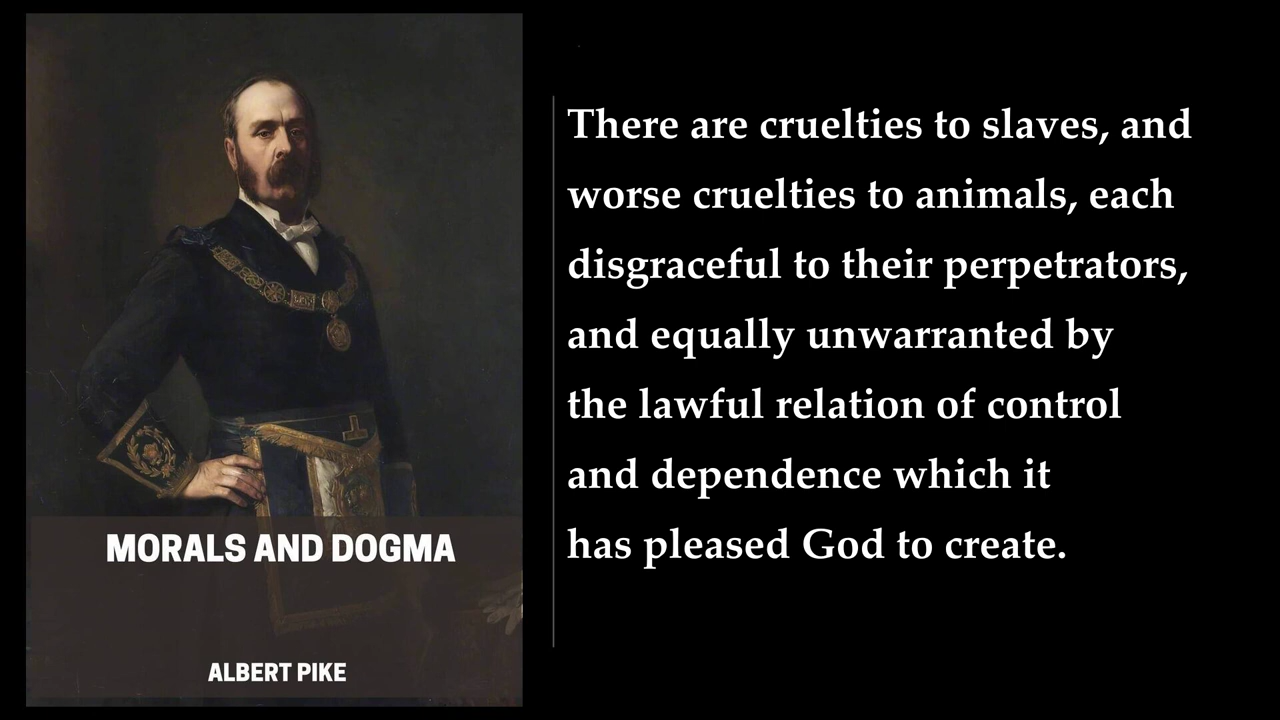 MORALS AND DOGMA
ALBERT PIKE
There are cruelties to slaves, and
worse cruelties to animals, each
disgraceful to their perpetrators,
and equally unwarranted by
the lawful relation of control
and dependence which it
has pleased God to create.